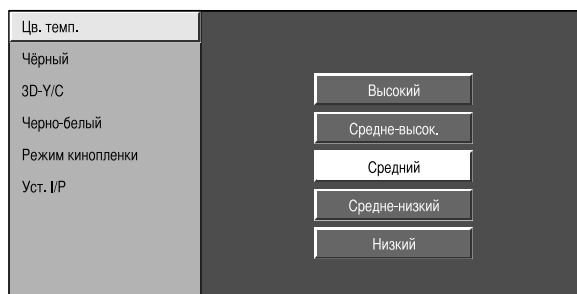 Цв. темп.
Чёрный
3D-Y/C
Черно-белый
Режим кинопленки
Уст. I/P
Высокий
Средне-высок.
Средний
Средне-низкий
Низкий